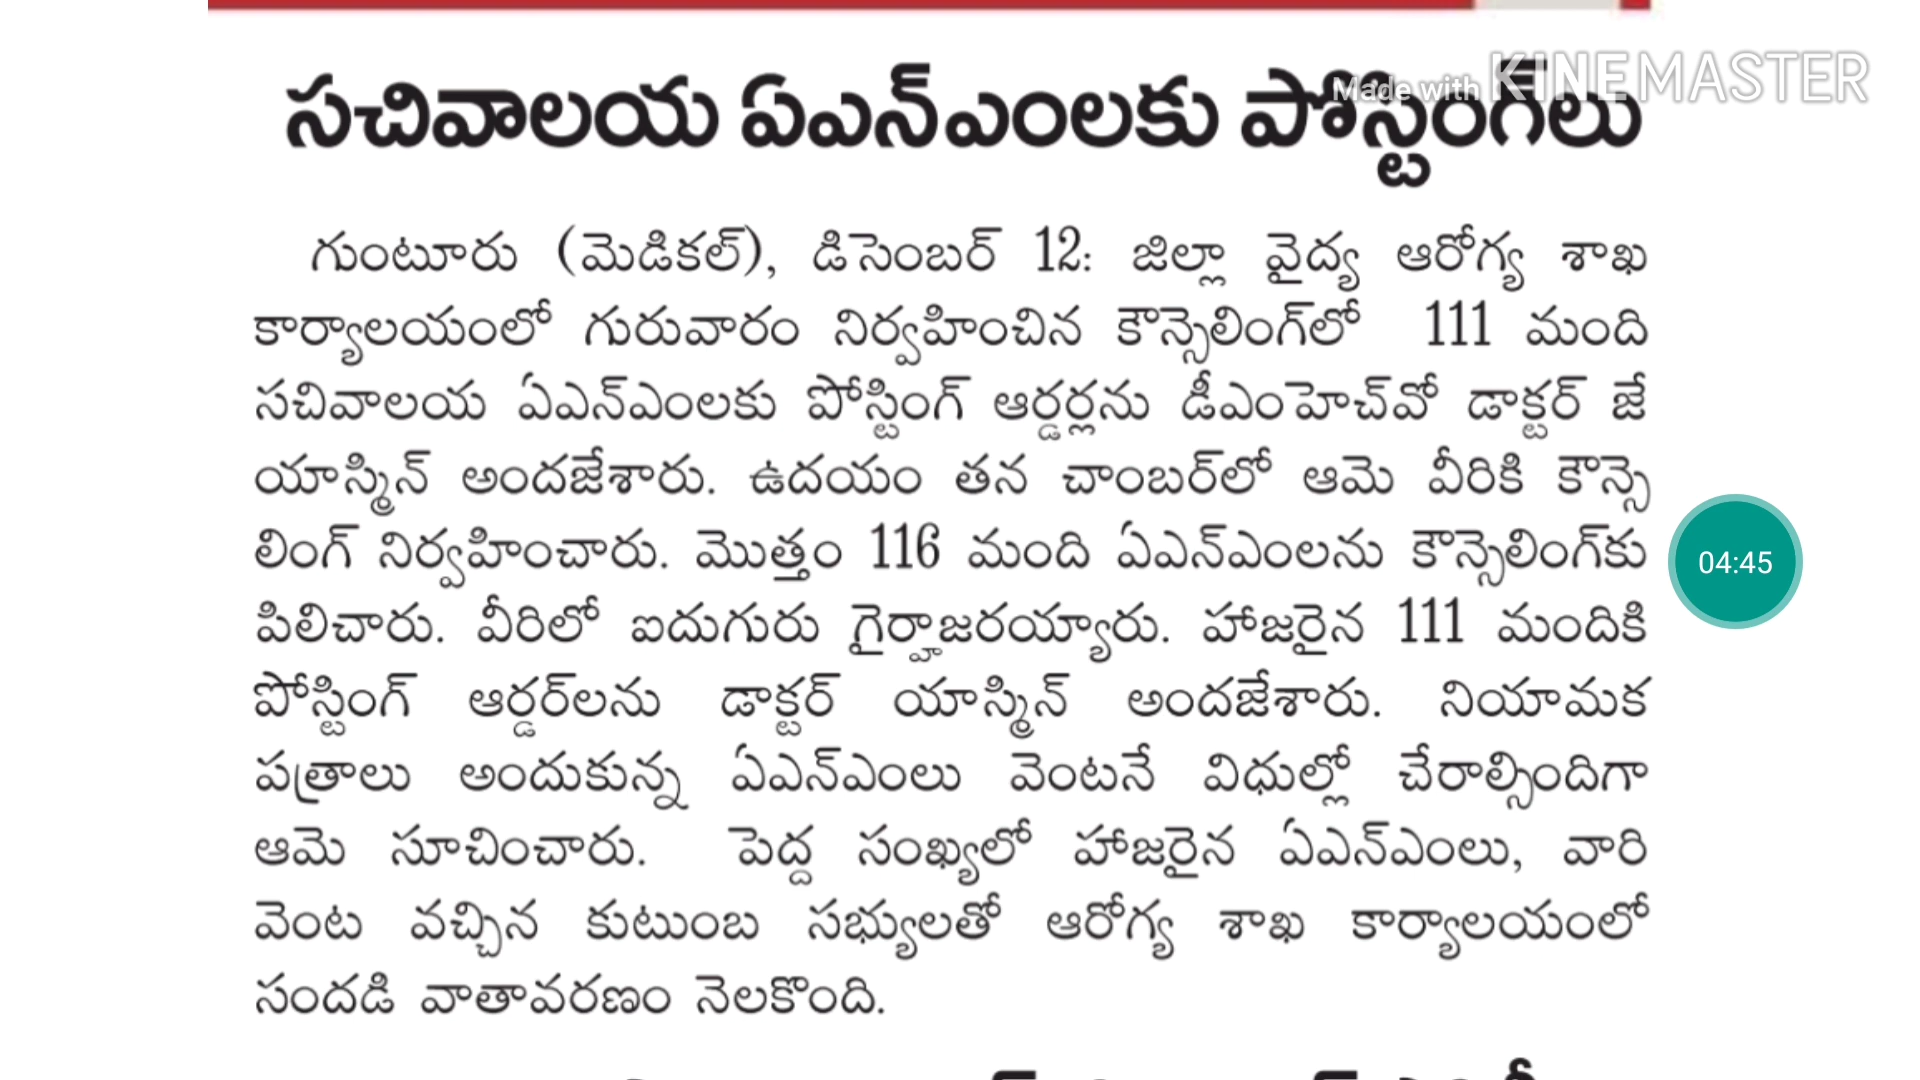 Made with KINEMASTER
సచివాలయ ఏఎన్ఎంలకు పోస్టింగ్‌లు
గుంటూరు (మెడికల్), డిసెంబర్ 12: జిల్లా వైద్య ఆరోగ్య శాఖ
కార్యాలయంలో గురువారం నిర్వహించిన కౌన్సెలింగ్‌లో 111 మంది
సచివాలయ ఏఎన్ఎంలకు పోస్టింగ్ ఆర్డర్లను డీఎంహెచ్‌వో డాక్టర్ జే
యాస్మిన్ అందజేశారు. ఉదయం తన చాంబర్‌లో ఆమె వీరికి కౌన్సె
లింగ్ నిర్వహించారు. మొత్తం 116 మంది ఏఎన్ఎంలను కౌన్సెలింగ్‌కు
పిలిచారు. వీరిలో ఐదుగురు గైర్హాజరయ్యారు. హాజరైన 111 మందికి
పోస్టింగ్ ఆర్డర్‌లను డాక్టర్ యాస్మిన్ అందజేశారు. నియామక
పత్రాలు అందుకున్న ఏఎన్ఎంలు వెంటనే విధుల్లో చేరాల్సిందిగా
ఆమె సూచించారు. పెద్ద సంఖ్యలో హాజరైన ఏఎన్ఎంలు, వారి
వెంట వచ్చిన కుటుంబ సభ్యులతో ఆరోగ్య శాఖ కార్యాలయంలో
సందడి వాతావరణం నెలకొంది.
04:45